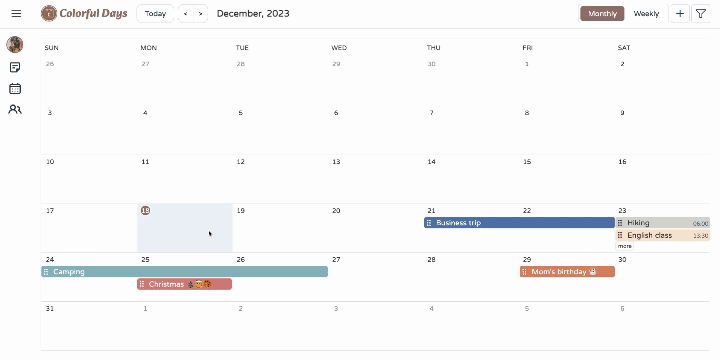 Colorful Days
Today < > December, 2023
Monthly Weekly +
SUN MON TUE WED THU FRI SAT
26 27 28 29 30 1 2
3 4 5 6 7 8 9
10 11 12 13 14 15 16
17 18 19 20 21 22 23
Business trip
Hiking 06:00
English class 13:30
more
24 25 26 27 28 29 30
Camping
Mom's birthday
Christmas
31 1 2 3 4 5 6